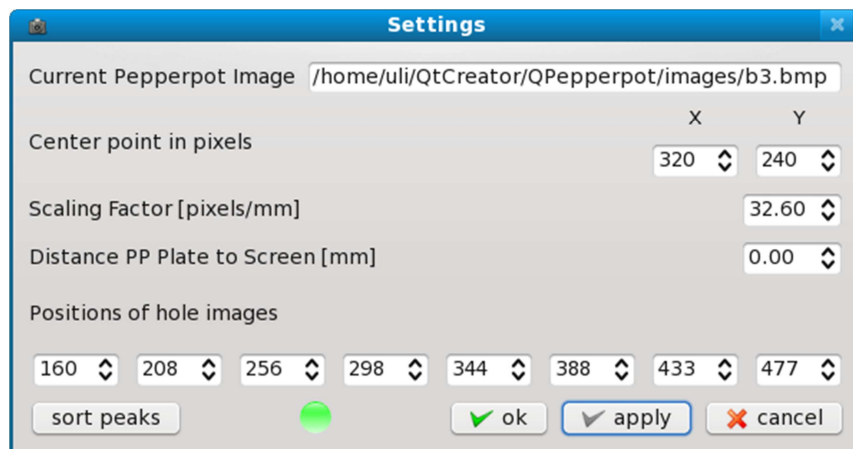 Settings
Current Pepperpot Image /home/uli/QtCreator/QPepperpot/images/b3.bmp
X Y
Center point in pixels
320 240
Scaling Factor [pixels/mm] 32.60
Distance PP Plate to Screen [mm] 0.00
Positions of hole images
160 208 256 298 344 388 433 477
sort peaks ok apply cancel